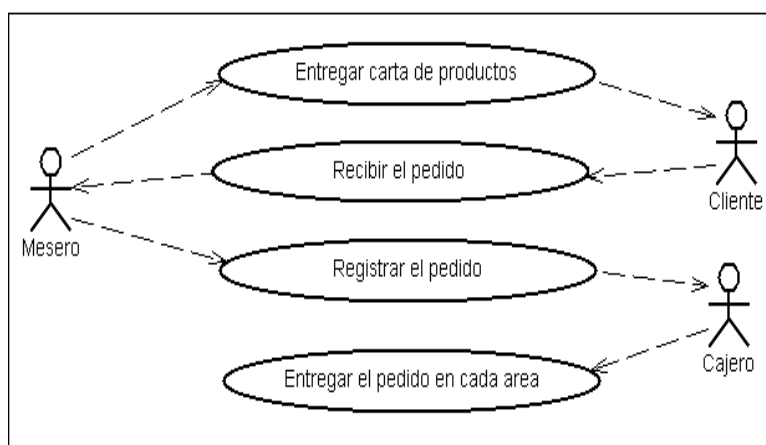 Entregar carta de productos
Recibir el pedido
Cliente
Mesero
Registrar el pedido
Cajero
Entregar el pedido en cada area